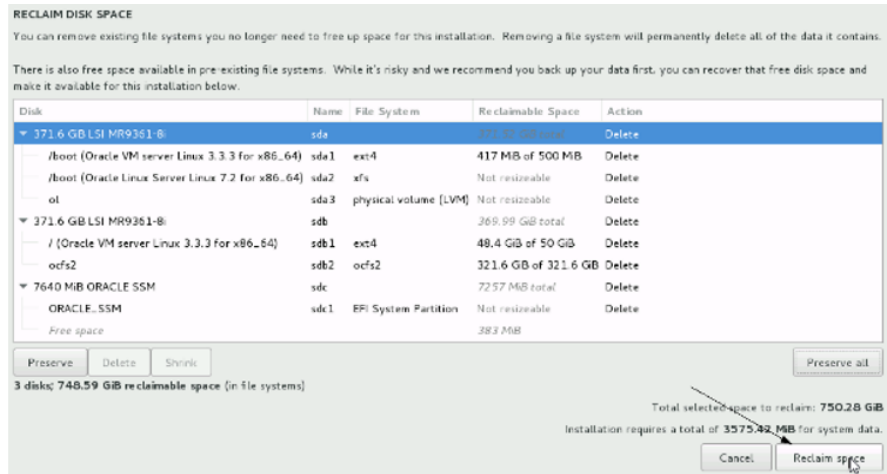 RECLAIM DISK SPACE
You can remove existing file systems you no longer need to free up space for this installation. Removing a file system will permanently delete all of the data it contains.
There is also free space available in pre-existing file systems. While it's risky and we recommend you back up your data first, you can recover that free disk space and
make it available for this installation below.
Disk Name File System Reclaimable Space Action
371.6 GB LSI MR9361-8i sda total Delete
/boot (Oracle VM server Linux 3.3.3 for x86_64) sda1 ext4 417 MiB of 500 MiB Delete
/boot (Oracle Linux Server Linux 7.2 for x86_64) sda2 xfs Not resizeable Delete
ol sda3 physical volume (LVM) Not resizeable Delete
371.6 GB LSI MR9361-8i sdb 369.99 GiB total Delete
/ (Oracle VM server Linux 3.3.3 for x86_64) sdb1 ext4 48.4 GiB of 50 GiB Delete
ocfs2 sdb2 ocfs2 321.6 GB of 321.6 GiB Delete
7640 MiB ORACLE SSM sdc 7257 MiB total Delete
ORACLE_SSM sdc1 EFI System Partition Not resizeable Delete
Free space 383 MiB
Preserve Delete Shrink Preserve all
3 disks; 748.59 GiB reclaimable space (in file systems)
Total selected space to reclaim: 750.28 GiB
Installation requires a total of 3575.42 MiB for system data.
Cancel Reclaim space